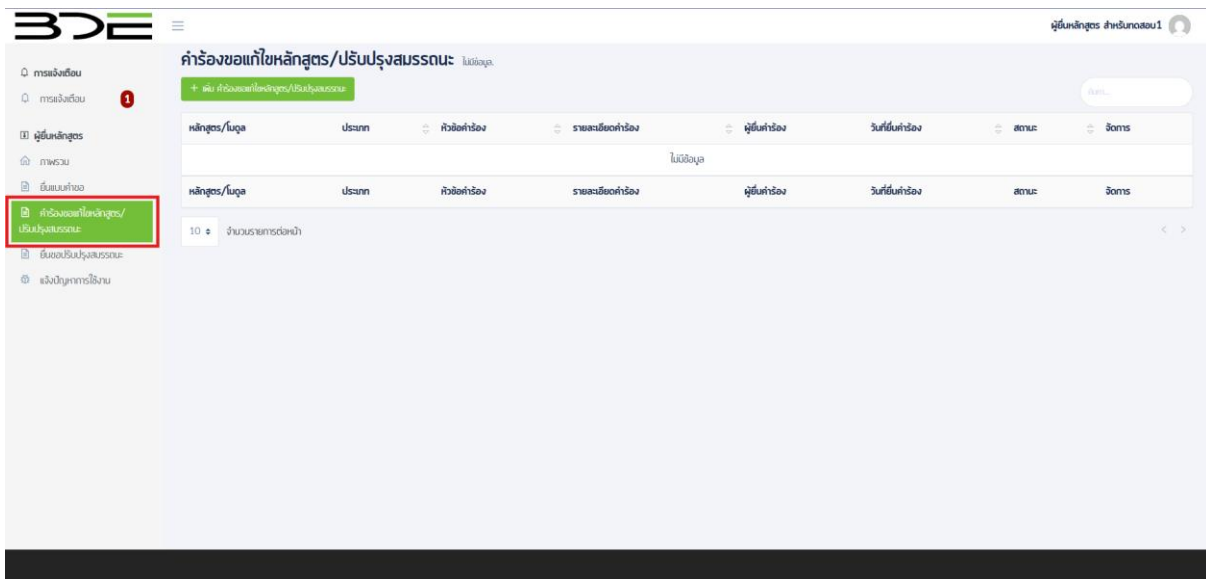 BDE
ผู้ยื่นหลักสูตร สำหรับทดสอบ1
การแจ้งเตือน
การแจ้งเตือน 1
ผู้ยื่นหลักสูตร
ภาพรวม
ยื่นแบบคำขอ
คำร้องขอแก้ไขหลักสูตร/
ปรับปรุงสมรรถนะ
ยื่นขอปรับปรุงสมรรถนะ
แจ้งปัญหาการใช้งาน
คำร้องขอแก้ไขหลักสูตร/ปรับปรุงสมรรถนะ ไม่มีข้อมูล.
+ เพิ่ม คำร้องขอแก้ไขหลักสูตร/ปรับปรุงสมรรถนะ
ค้นหา...
หลักสูตร/โมดูล ประเภท หัวข้อคำร้อง รายละเอียดคำร้อง ผู้ยื่นคำร้อง วันที่ยื่นคำร้อง สถานะ จัดการ
ไม่มีข้อมูล
หลักสูตร/โมดูล ประเภท หัวข้อคำร้อง รายละเอียดคำร้อง ผู้ยื่นคำร้อง วันที่ยื่นคำร้อง สถานะ จัดการ
10 จำนวนรายการต่อหน้า